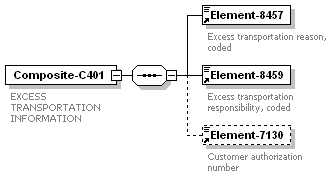 Element-8457
Excess transportation reason,
coded
Composite-C401
EXCESS
TRANSPORTATION
INFORMATION
Element-8459
Excess transportation
responsibility, coded
Element-7130
Customer authorization
number